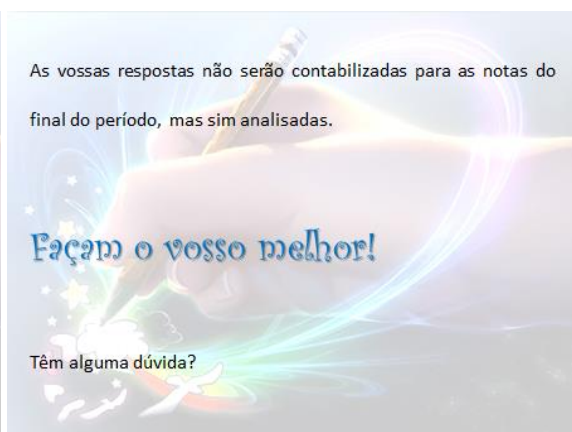 As vossas respostas não serão contabilizadas para as notas do
final do período, mas sim analisadas.
Façam o vosso melhor!
Têm alguma dúvida?